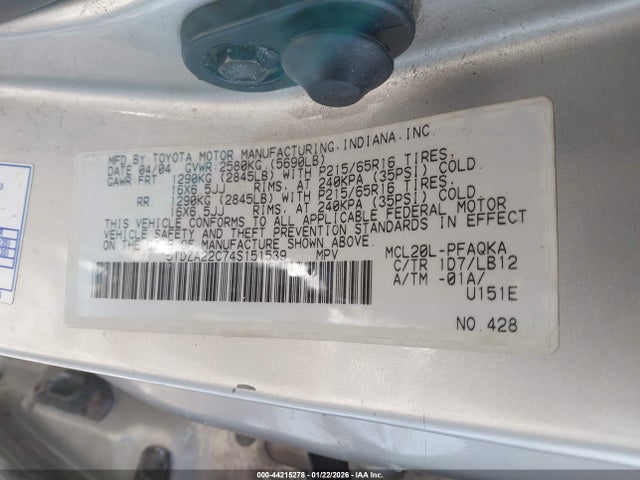 MFD.BY:TOYOTA MOTOR MANUFACTURING,INDIANA,INC.
DATE 04/04 GVWR 2580KG (5690LB)
GAWR FRT. 1290KG (2845LB) WITH P215/65R16 TIRES,
16X6.5JJ RIMS, AT 240KPA (35PSI) COLD.
RR. 1290KG (2845LB) WITH P215/65R16 TIRES,
16X6.5JJ RIMS, AT 240KPA (35PSI) COLD.
THIS VEHICLE CONFORMS TO ALL APPLICABLE FEDERAL MOTOR
VEHICLE SAFETY AND THEFT PREVENTION STANDARDS IN EFFECT
ON THE DATE OF MANUFACTURE SHOWN ABOVE.
5TDZA22C74S151539 MPV MCL20L-PFAQKA
C/TR 1D7/LB12
A/TM -01A/
U151E
NO.428
000-44215278 - 01/22/2026 - Copyright IAA, LLC